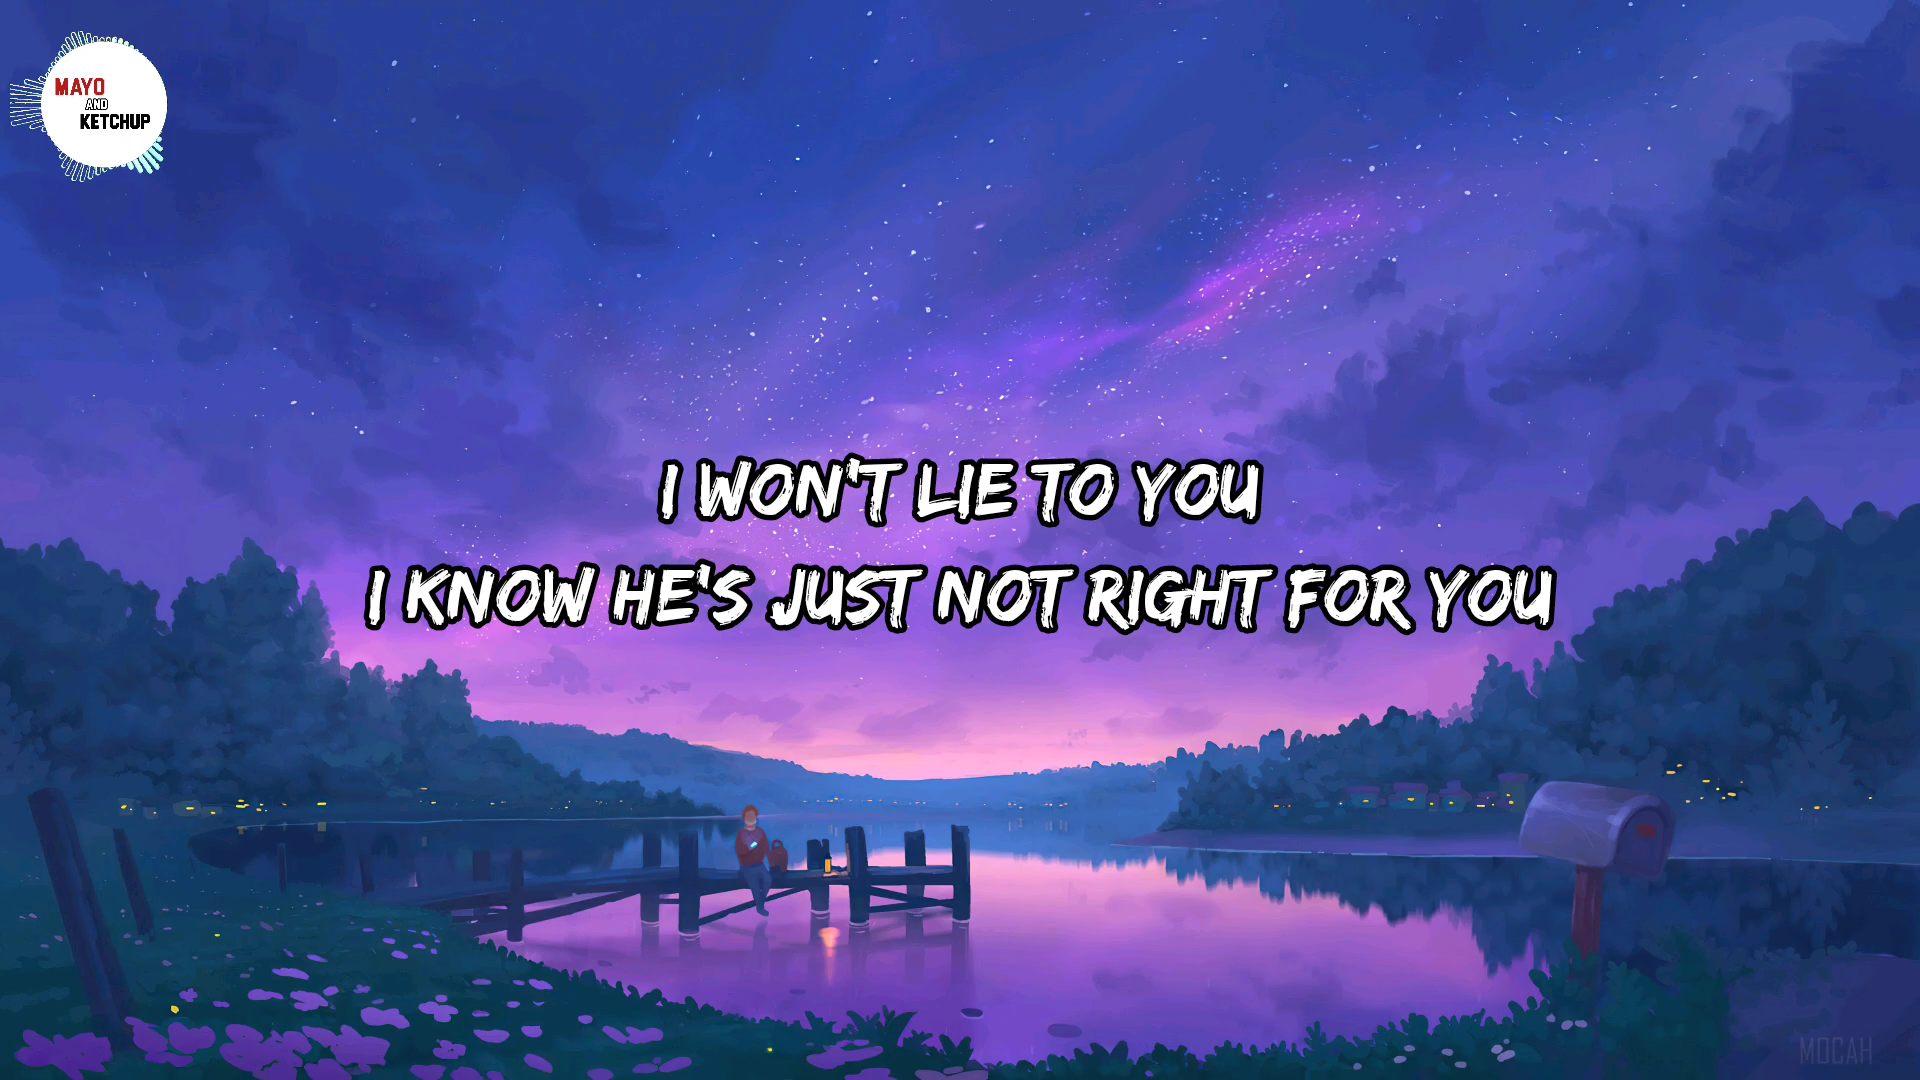 MAYO
AND
KETCHUP
I WON'T LIE TO YOU
I KNOW HE'S JUST NOT RIGHT FOR YOU
MOCAH